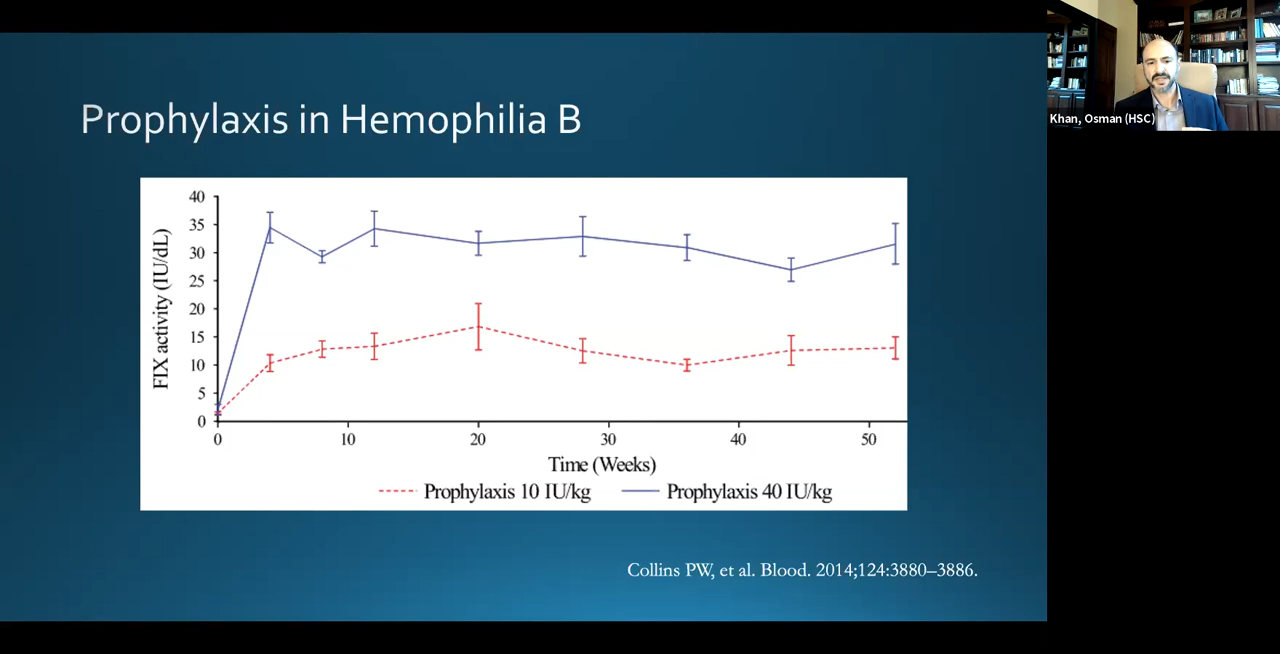 Prophylaxis in Hemophilia B
Khan, Osman (HSC)
FIX activity (IU/dL)
40
35
30
25
20
15
10
5
0
0 10 20 30 40 50
Time (Weeks)
Prophylaxis 10 IU/kg Prophylaxis 40 IU/kg
Collins PW, et al. Blood. 2014;124:3880–3886.